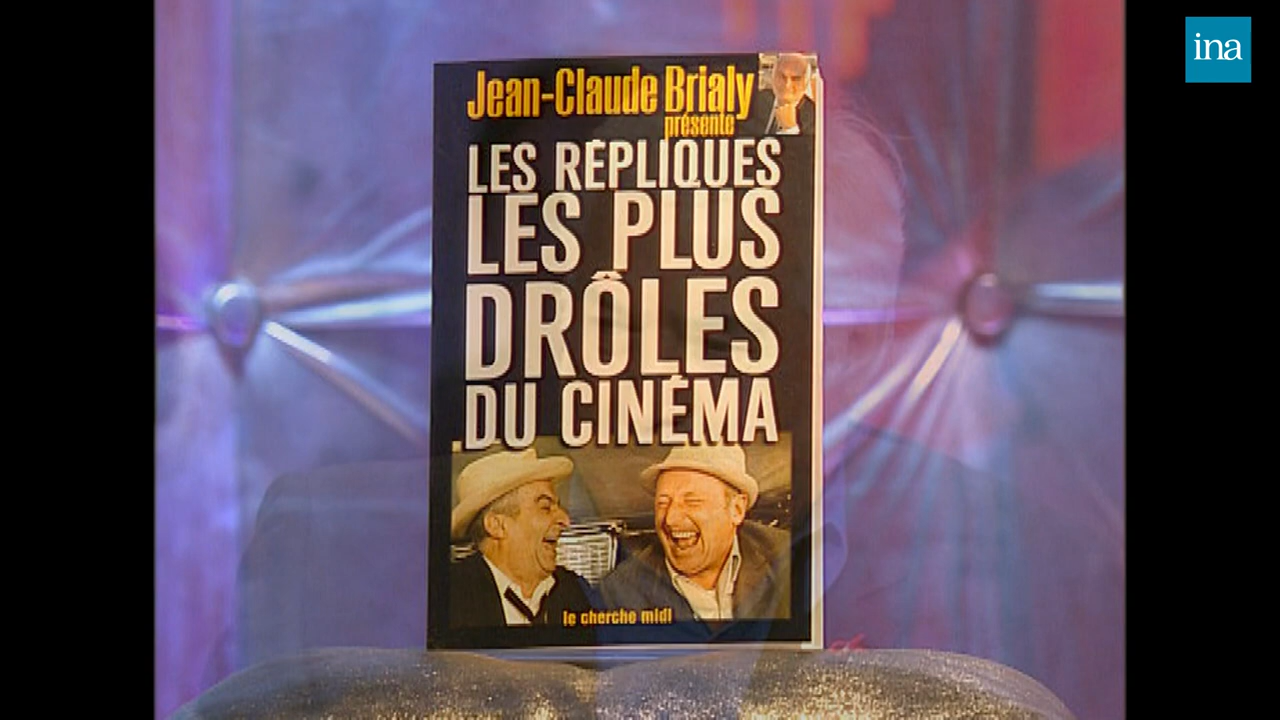 ina
Jean-Claude Brialy
présente
LES RÉPLIQUES
LES PLUS
DRÔLES
DU CINÉMA
le cherche midi